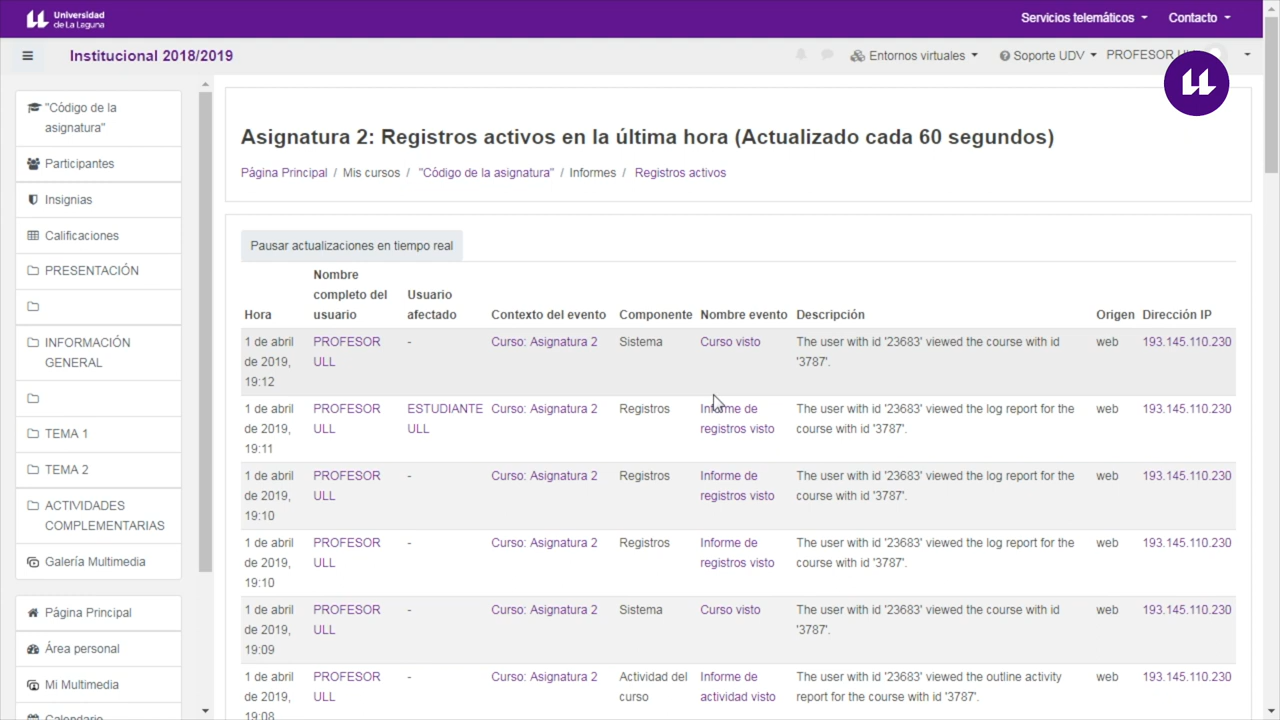 Universidad
de La Laguna
Servicios telemáticos
Contacto
Institucional 2018/2019
Entornos virtuales
Soporte UDV
PROFESOR
"Código de la
asignatura"
Participantes
Insignias
Calificaciones
PRESENTACIÓN
INFORMACIÓN
GENERAL
TEMA 1
TEMA 2
ACTIVIDADES
COMPLEMENTARIAS
Galería Multimedia
Página Principal
Área personal
Mi Multimedia
Calendario
Asignatura 2: Registros activos en la última hora (Actualizado cada 60 segundos)
Página Principal / Mis cursos / "Código de la asignatura" / Informes / Registros activos
Pausar actualizaciones en tiempo real
Hora
Nombre
completo del
usuario
Usuario
afectado
Contexto del evento
Componente
Nombre evento
Descripción
Origen
Dirección IP
1 de abril
de 2019,
19:12
PROFESOR
ULL
-
Curso: Asignatura 2
Sistema
Curso visto
The user with id '23683' viewed the course with id
'3787'.
web
193.145.110.230
1 de abril
de 2019,
19:11
PROFESOR
ULL
ESTUDIANTE
ULL
Curso: Asignatura 2
Registros
Informe de
registros visto
The user with id '23683' viewed the log report for the
course with id '3787'.
web
193.145.110.230
1 de abril
de 2019,
19:10
PROFESOR
ULL
-
Curso: Asignatura 2
Registros
Informe de
registros visto
The user with id '23683' viewed the log report for the
course with id '3787'.
web
193.145.110.230
1 de abril
de 2019,
19:10
PROFESOR
ULL
-
Curso: Asignatura 2
Registros
Informe de
registros visto
The user with id '23683' viewed the log report for the
course with id '3787'.
web
193.145.110.230
1 de abril
de 2019,
19:09
PROFESOR
ULL
-
Curso: Asignatura 2
Sistema
Curso visto
The user with id '23683' viewed the course with id
'3787'.
web
193.145.110.230
1 de abril
de 2019,
19:08
PROFESOR
ULL
-
Curso: Asignatura 2
Actividad del
curso
Informe de
actividad visto
The user with id '23683' viewed the outline activity
report for the course with id '3787'.
web
193.145.110.230